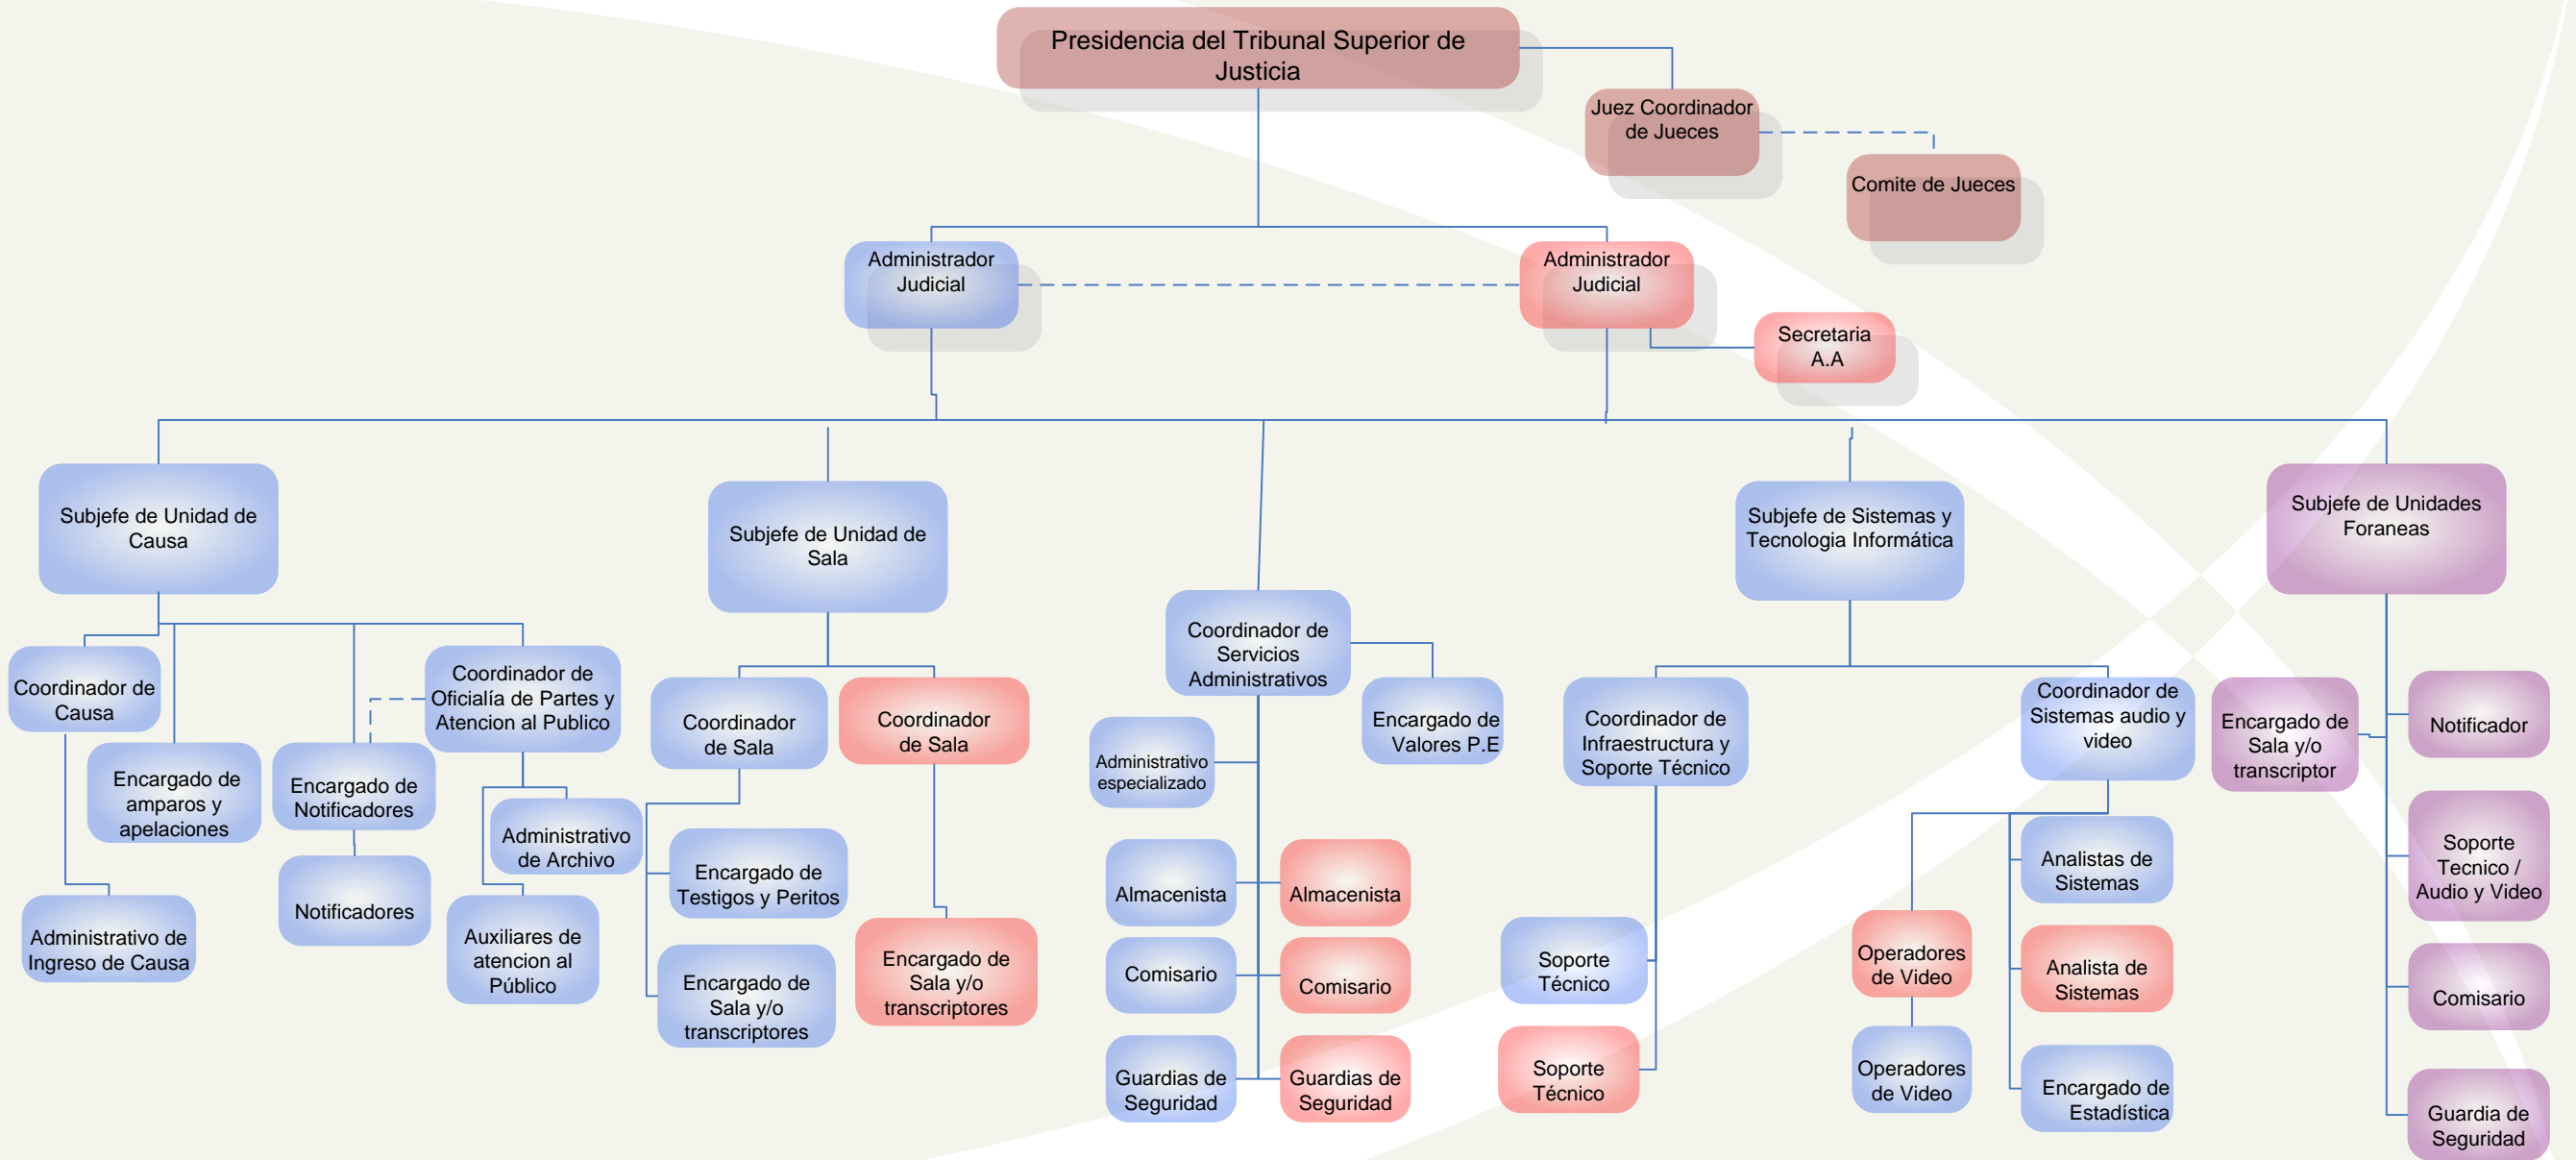 Presidencia del Tribunal Superior de
Justicia
Juez Coordinador
de Jueces
Comite de Jueces
Administrador
Judicial
Administrador
Judicial
Secretaria
A.A
Subjefe de Unidad de
Causa
Subjefe de Unidad de
Sala
Coordinador de
Servicios
Administrativos
Subjefe de Sistemas y
Tecnologia Informática
Subjefe de Unidades
Foraneas
Coordinador de
Causa
Encargado de
amparos y
apelaciones
Encargado de
Notificadores
Coordinador de
Oficialía de Partes y
Atencion al Publico
Administrativo
de Archivo
Administrativo de
Ingreso de Causa
Notificadores
Auxiliares de
atencion al
Público
Coordinador
de Sala
Coordinador
de Sala
Encargado de
Testigos y Peritos
Encargado de
Sala y/o
transcriptores
Encargado de
Sala y/o
transcriptores
Encargado de
Valores P.E
Administrativo
especializado
Almacenista
Almacenista
Comisario
Comisario
Guardias de
Seguridad
Guardias de
Seguridad
Coordinador de
Infraestructura y
Soporte Técnico
Coordinador de
Sistemas audio y
video
Soporte
Técnico
Soporte
Técnico
Operadores
de Video
Operadores
de Video
Analistas de
Sistemas
Analista de
Sistemas
Encargado de
Estadística
Encargado de
Sala y/o
transcriptor
Notificador
Soporte
Tecnico /
Audio y Video
Comisario
Guardia de
Seguridad